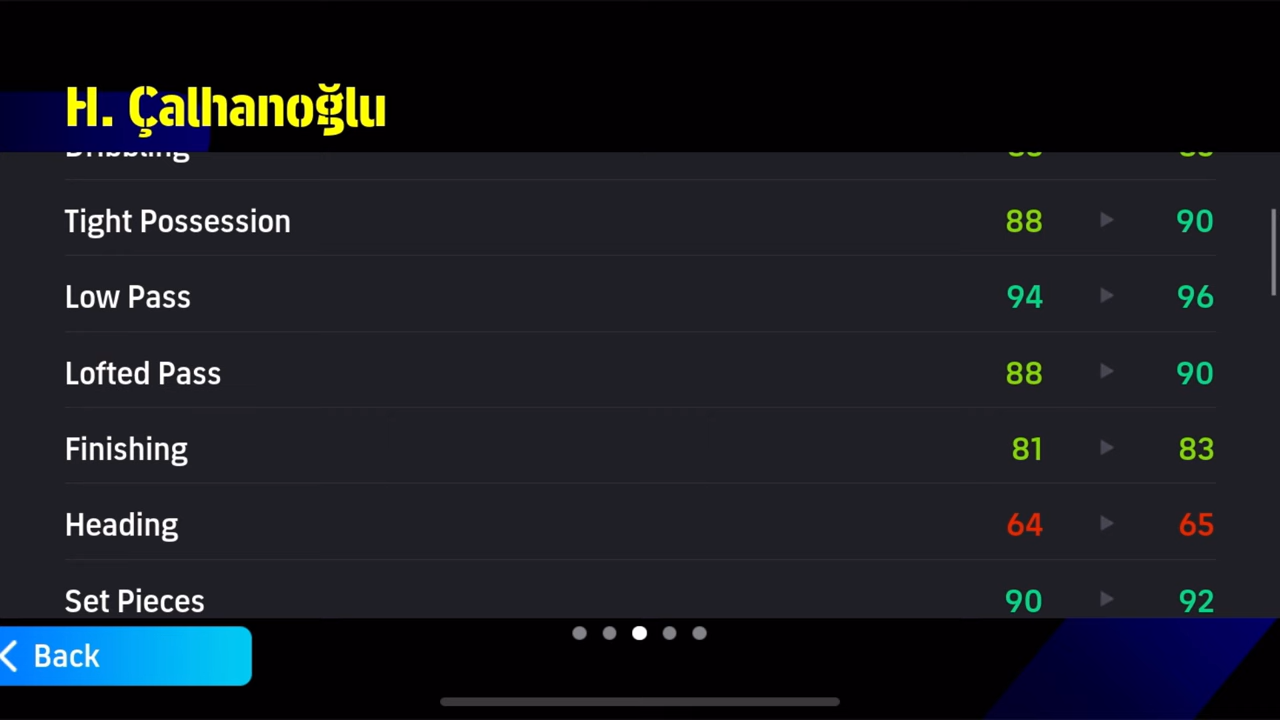 H. Çalhanoğlu
Dribbling
Tight Possession 88 90
Low Pass 94 96
Lofted Pass 88 90
Finishing 81 83
Heading 64 65
Set Pieces 90 92
Back